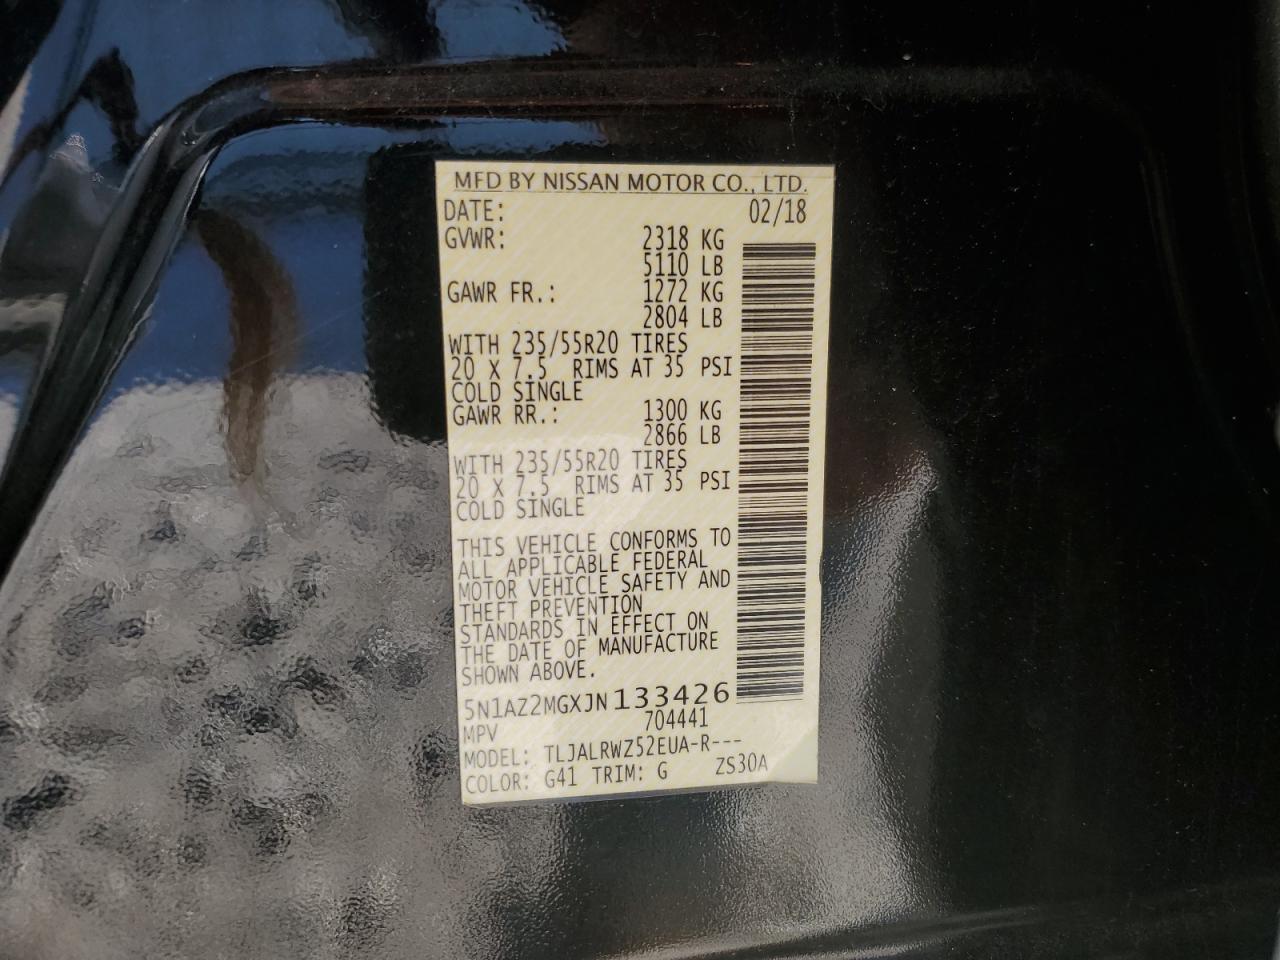 MFD BY NISSAN MOTOR CO., LTD.
DATE: 02/18
GVWR: 2318 KG
5110 LB
GAWR FR.: 1272 KG
2804 LB
WITH 235/55R20 TIRES
20 X 7.5 RIMS AT 35 PSI
COLD SINGLE
GAWR RR.: 1300 KG
2866 LB
WITH 235/55R20 TIRES
20 X 7.5 RIMS AT 35 PSI
COLD SINGLE
THIS VEHICLE CONFORMS TO
ALL APPLICABLE FEDERAL
MOTOR VEHICLE SAFETY AND
THEFT PREVENTION
STANDARDS IN EFFECT ON
THE DATE OF MANUFACTURE
SHOWN ABOVE.
5N1AZ2MGXJN133426
MPV 704441
MODEL: TLJALRWZ52EUA-R---
COLOR: G41 TRIM: G ZS30A